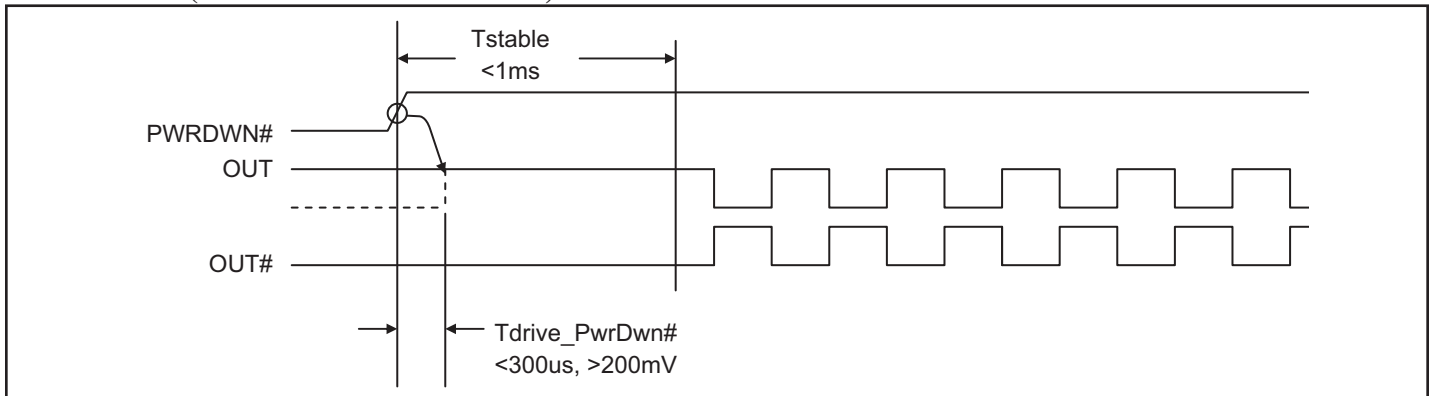 Tstable
<1ms
PWRDWN#
OUT
OUT#
Tdrive_PwrDwn#
<300us, >200mV